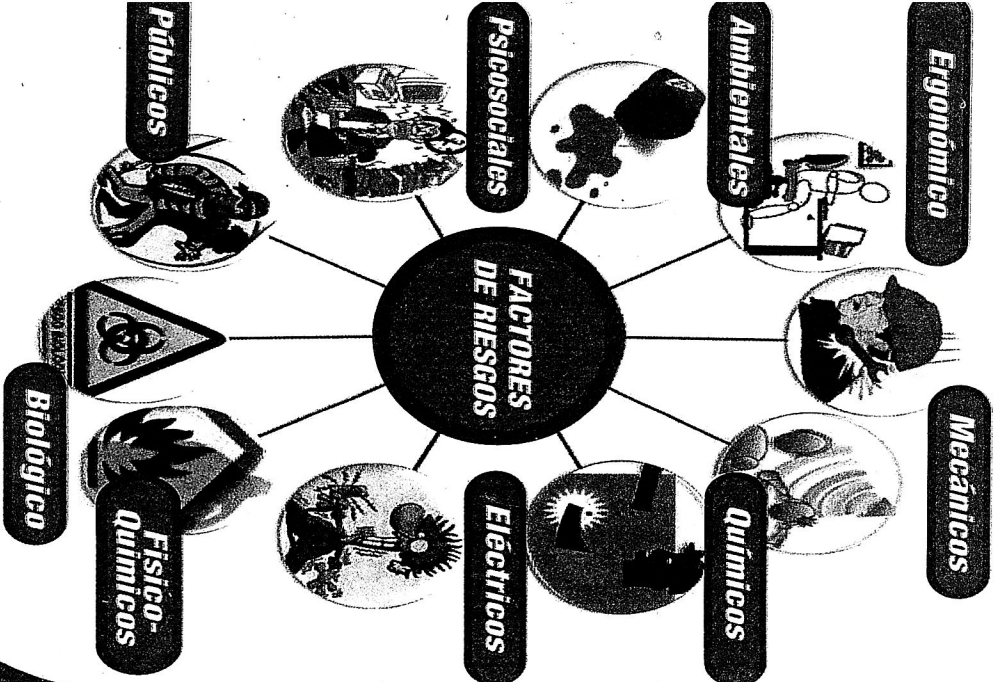 Ergonómico
Mecánicos
Ambientales
Químicos
Psicosociales
FACTORES
DE RIESGOS
Eléctricos
Públicos
Físico-
Químicos
Biológico